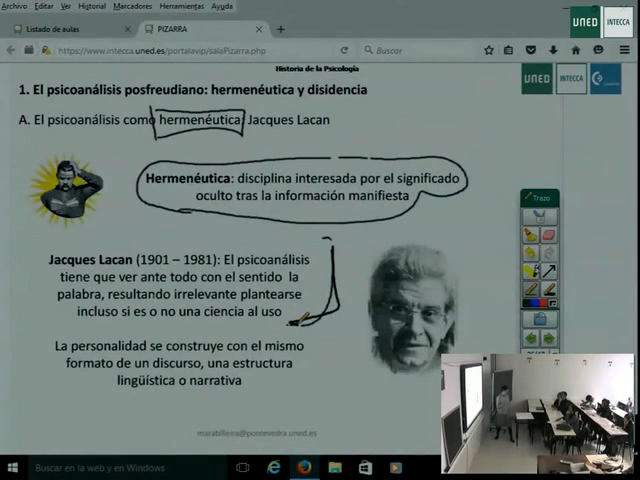 Archivo Editar Ver Historial Marcadores Herramientas Ayuda
UNED
INTECCA
Listado de aulas
PIZARRA
https://www.intecca.uned.es/portalavip/salaPizarra.php
Buscar
Historia de la Psicología
UNED
INTECCA
1. El psicoanálisis posfreudiano: hermenéutica y disidencia
A. El psicoanálisis como hermenéutica: Jacques Lacan
Hermenéutica: disciplina interesada por el significado
oculto tras la información manifiesta
Trazo
Jacques Lacan (1901 – 1981): El psicoanálisis
tiene que ver ante todo con el sentido la
palabra, resultando irrelevante plantearse
incluso si es o no una ciencia al uso
La personalidad se construye con el mismo
formato de un discurso, una estructura
lingüística o narrativa
marabilleira@pontevedra.uned.es
Buscar en la web y en Windows